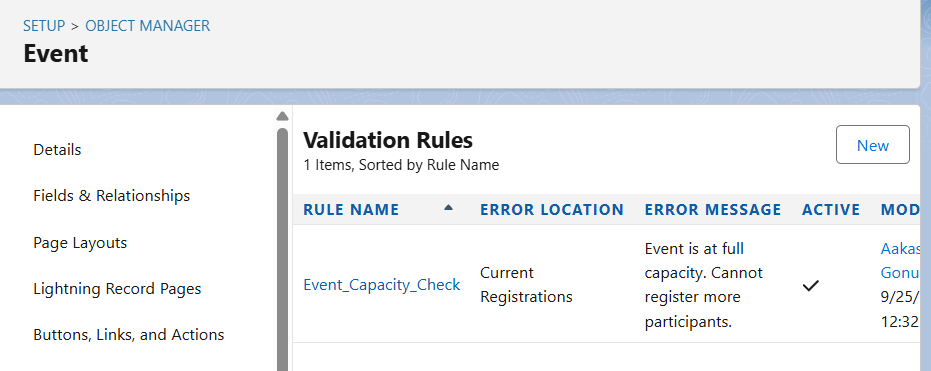 SETUP > OBJECT MANAGER
Event
Details
Fields & Relationships
Page Layouts
Lightning Record Pages
Buttons, Links, and Actions
Validation Rules
1 Items, Sorted by Rule Name
New
RULE NAME ERROR LOCATION ERROR MESSAGE ACTIVE MOD
Event_Capacity_Check
Current
Registrations
Event is at full
capacity. Cannot
register more
participants.
Aakas
Gonu
9/25/
12:32